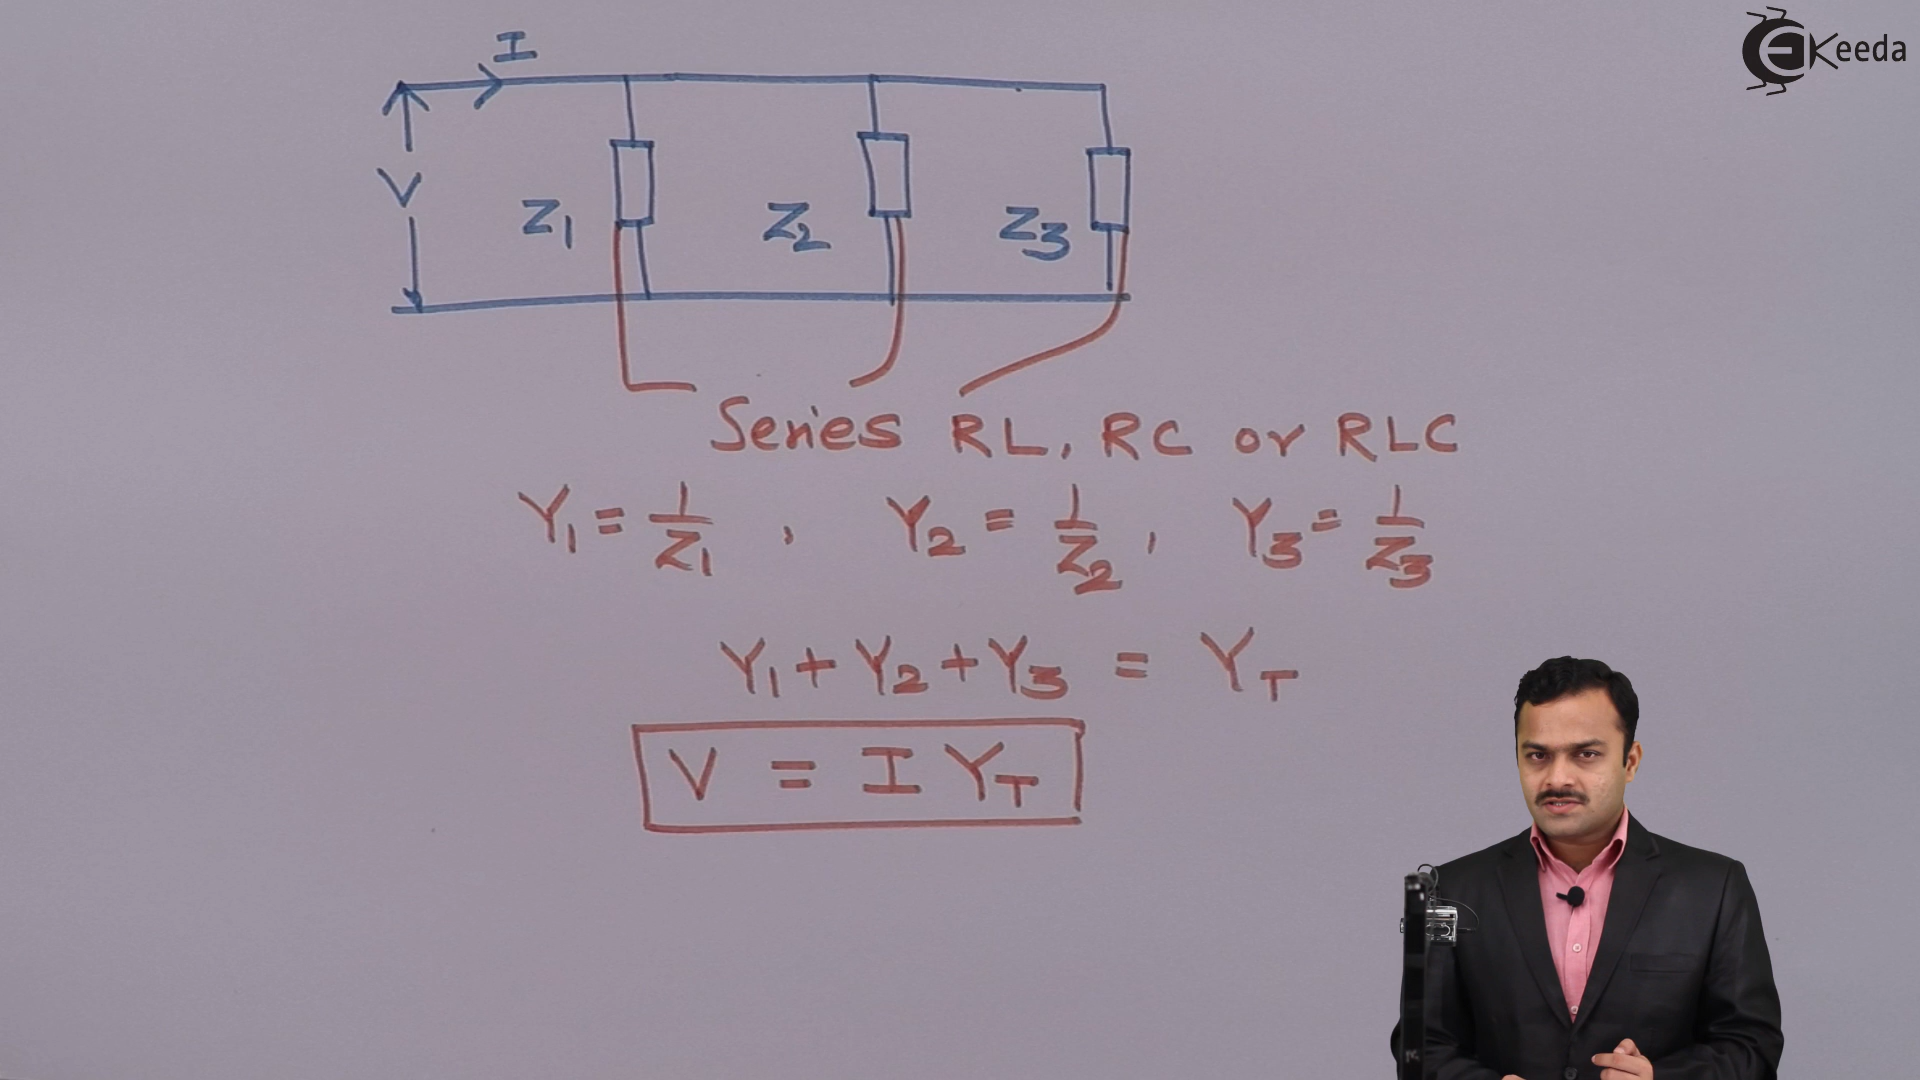 EKeeda
I
V
Z1 Z2 Z3
Series RL, RC or RLC
Y1 = 1/Z1 , Y2 = 1/Z2 , Y3 = 1/Z3
Y1 + Y2 + Y3 = YT
V = I YT